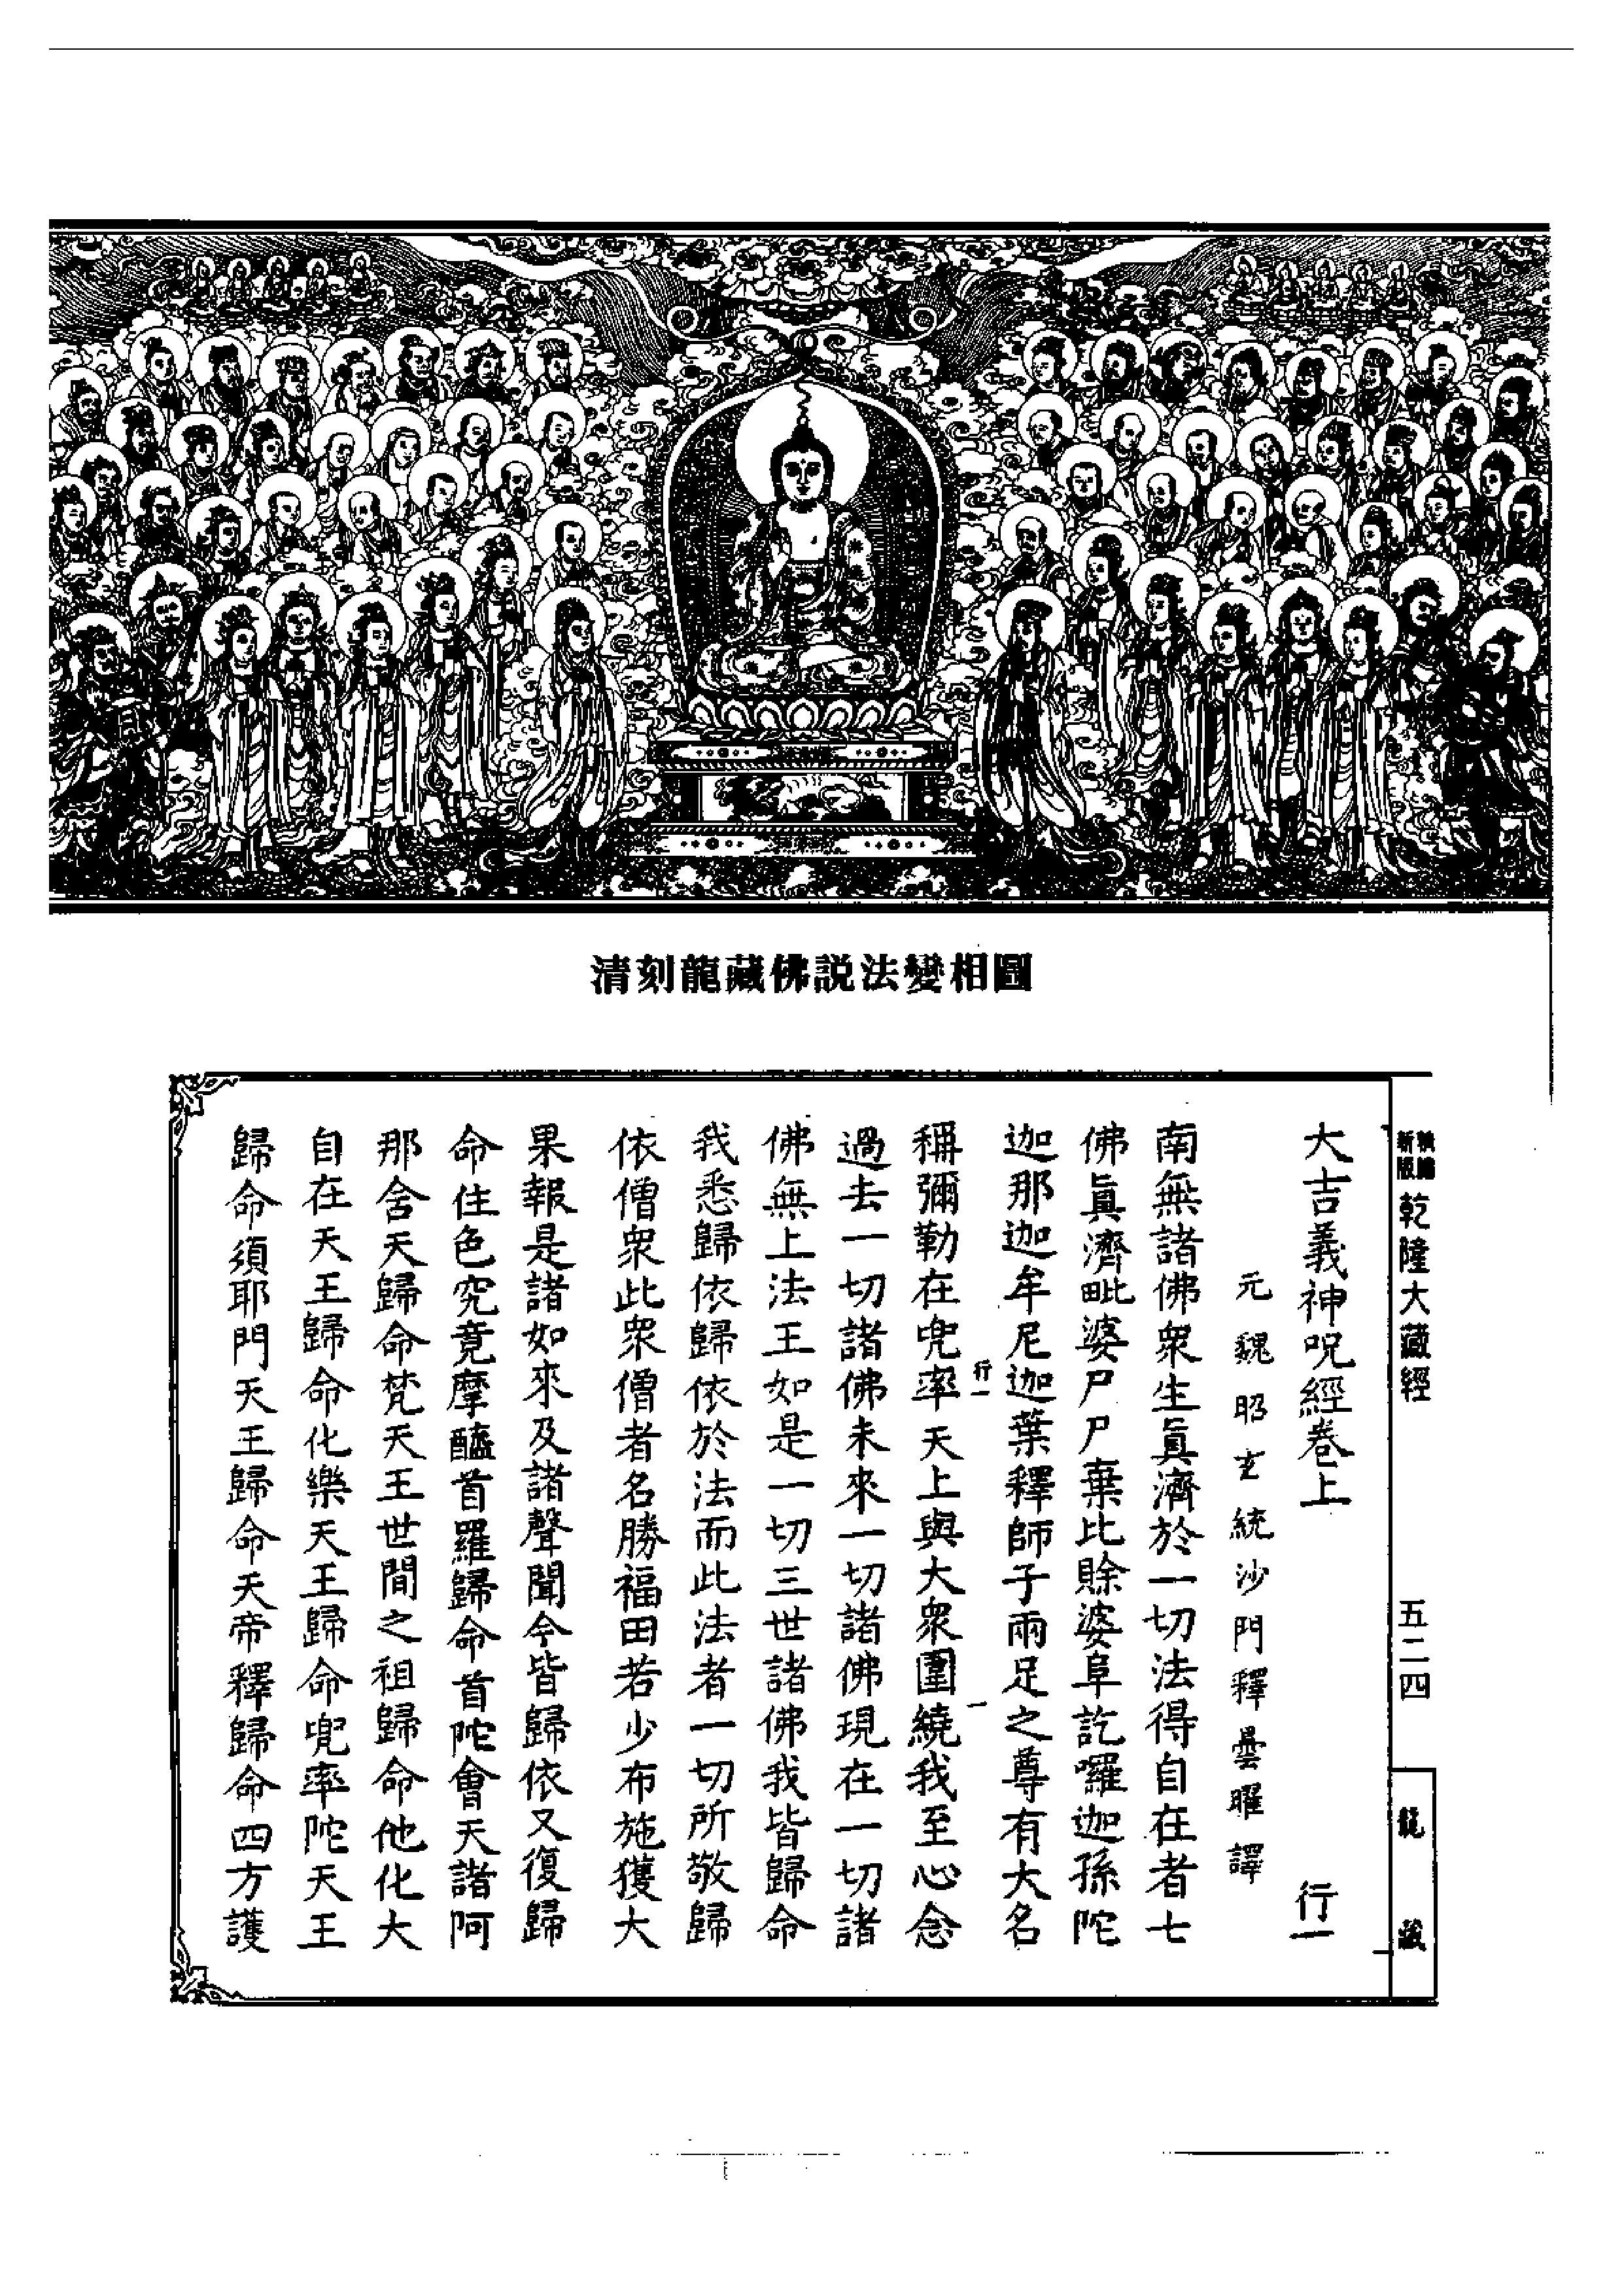 清刻龍藏佛説法變相圖
新版
乾隆大藏經
五二四
龍藏
大吉義神呪經卷上 行一
元魏昭玄統沙門釋曇曜譯
南無諸佛衆生眞濟於一切法得自在者七
佛眞濟毗婆尸尸棄比賒婆阜訖囉迦孫陀
迦那迦牟尼迦葉釋師子兩足之尊有大名
行一 一
稱彌勒在兜率天上與大衆圍繞我至心念
過去一切諸佛未來一切諸佛現在一切諸
佛無上法王如是一切三世諸佛我皆歸命
我悉歸依歸依於法而此法者一切所敬歸
依僧衆此衆僧者名勝福田若少布施獲大
果報是諸如來及諸聲聞今皆歸依又復歸
命住色究竟摩醯首羅歸命首陀會天諸阿
那舍天歸命梵天王世間之祖歸命他化大
自在天王歸命化樂天王歸命兜率陀天王
歸命須耶門天王歸命天帝釋歸命四方護